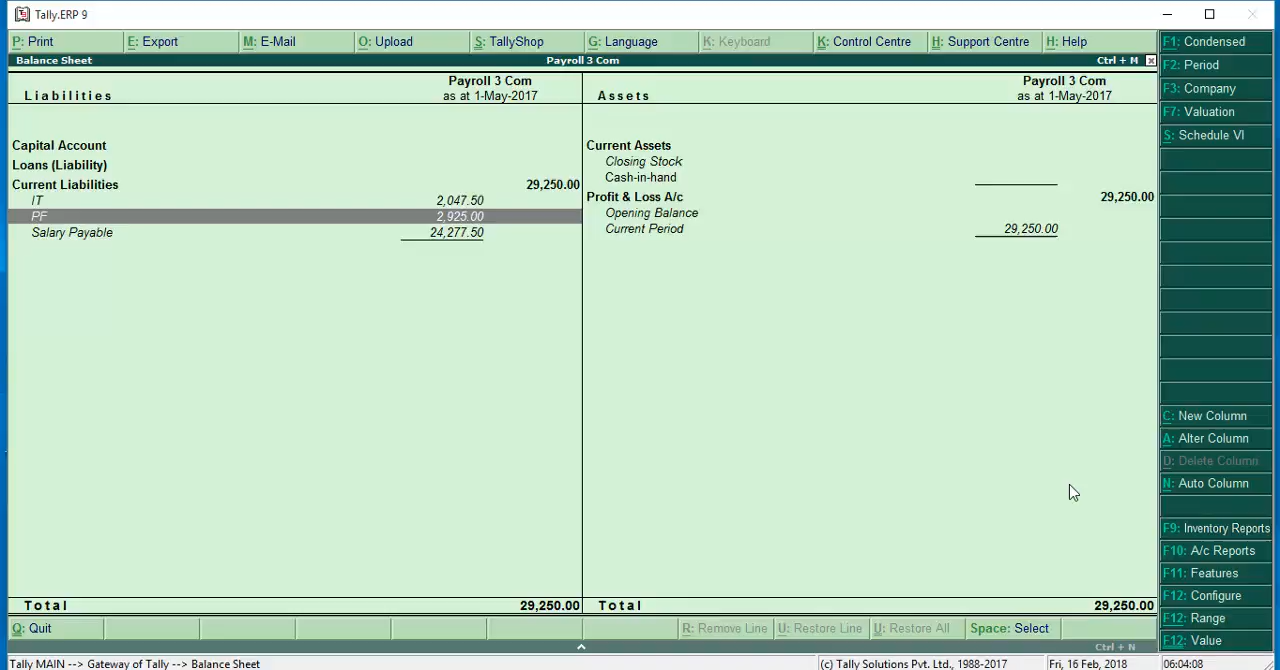 Tally.ERP 9
P: Print E: Export M: E-Mail O: Upload S: TallyShop G: Language K: Keyboard K: Control Centre H: Support Centre H: Help
Balance Sheet Payroll 3 Com Ctrl + M
Liabilities Payroll 3 Com as at 1-May-2017
Assets Payroll 3 Com as at 1-May-2017
Capital Account
Loans (Liability)
Current Liabilities 29,250.00
IT 2,047.50
PF 2,925.00
Salary Payable 24,277.50
Current Assets
Closing Stock
Cash-in-hand
Profit & Loss A/c 29,250.00
Opening Balance
Current Period 29,250.00
Total 29,250.00
Total 29,250.00
F1: Condensed
F2: Period
F3: Company
F7: Valuation
S: Schedule VI
C: New Column
A: Alter Column
D: Delete Column
N: Auto Column
F9: Inventory Reports
F10: A/c Reports
F11: Features
F12: Configure
F12: Range
F12: Value
Q: Quit R: Remove Line U: Restore Line U: Restore All Space: Select
Ctrl + N
Tally MAIN --> Gateway of Tally --> Balance Sheet (c) Tally Solutions Pvt. Ltd., 1988-2017 Fri, 16 Feb, 2018 06:04:08